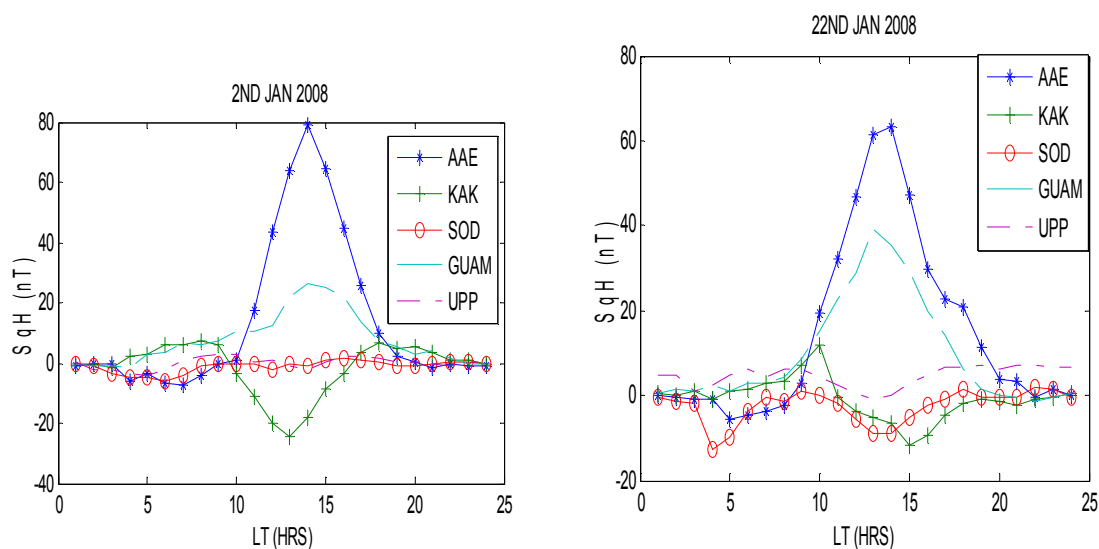 2ND JAN 2008
80
60
40
20
0
-20
-40
0
5
10
15
20
25
S q H (n T)
LT (HRS)
AAE
KAK
SOD
GUAM
UPP
22ND JAN 2008
80
60
40
20
0
-20
0
5
10
15
20
25
S q H (n T)
LT (HRS)
AAE
KAK
SOD
GUAM
UPP